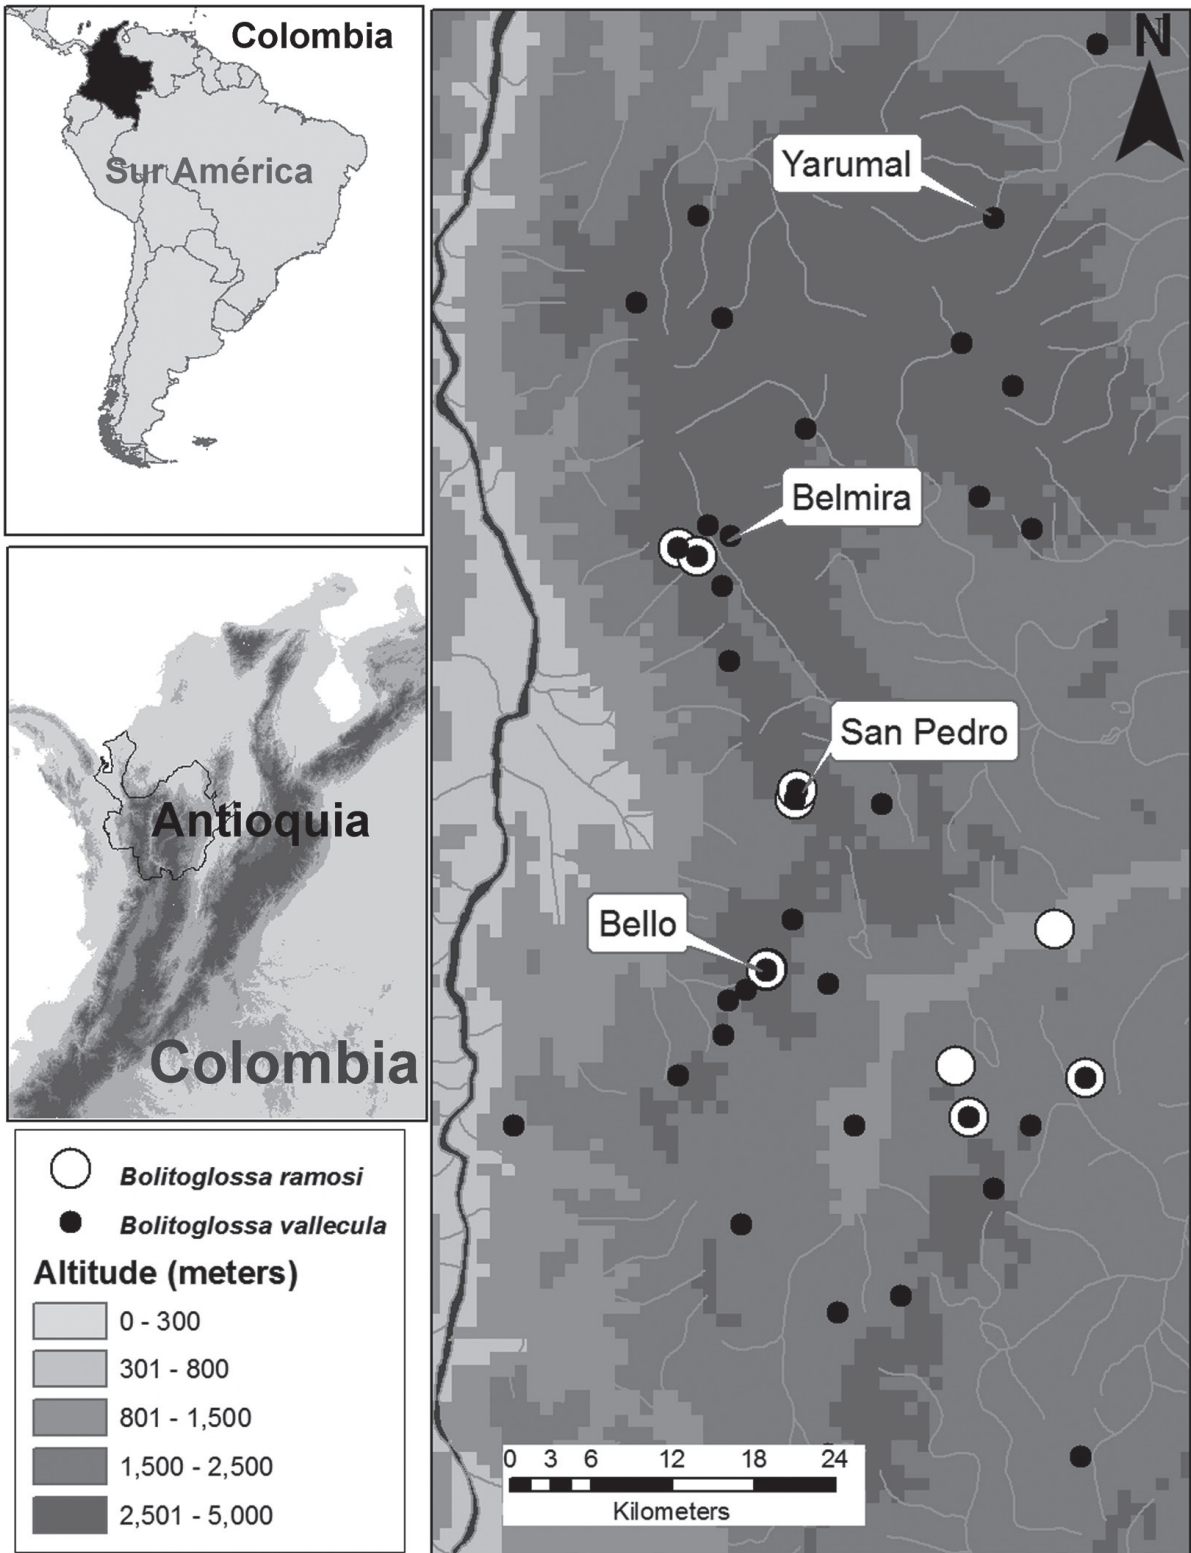 Colombia
Sur América
Antioquia
Colombia
Bolitoglossa ramosi
Bolitoglossa vallecula
Altitude (meters)
0 - 300
301 - 800
801 - 1,500
1,500 - 2,500
2,501 - 5,000
N
Yarumal
Belmira
San Pedro
Bello
0 3 6 12 18 24
Kilometers